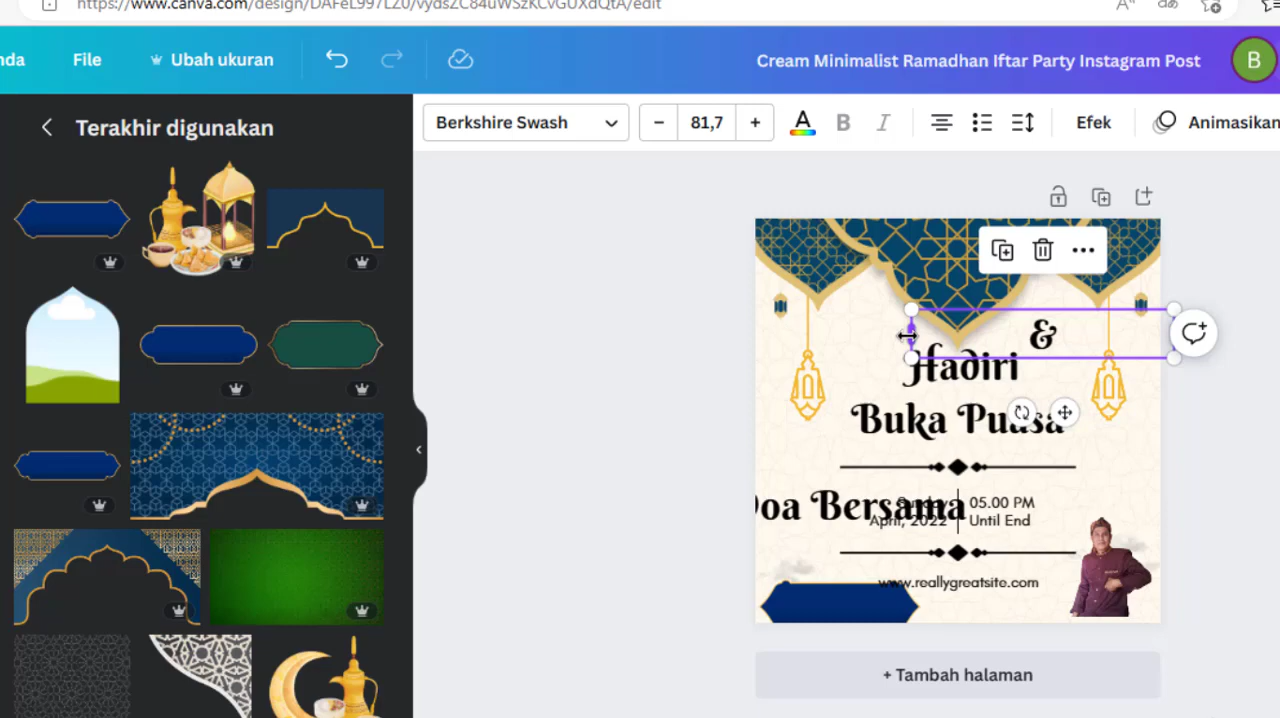 https://www.canva.com/design/DAFeL997LZ0/vydsZC84uWSzKCvGUXdQtA/edit
nda
File
Ubah ukuran
Cream Minimalist Ramadhan Iftar Party Instagram Post
B
Terakhir digunakan
Berkshire Swash
- 81,7 +
A B I
Efek
Animasikan
&
Hadiri
Buka Puasa
Doa Bersama
Sunday
April, 2022
05.00 PM
Until End
www.reallygreatsite.com
+ Tambah halaman